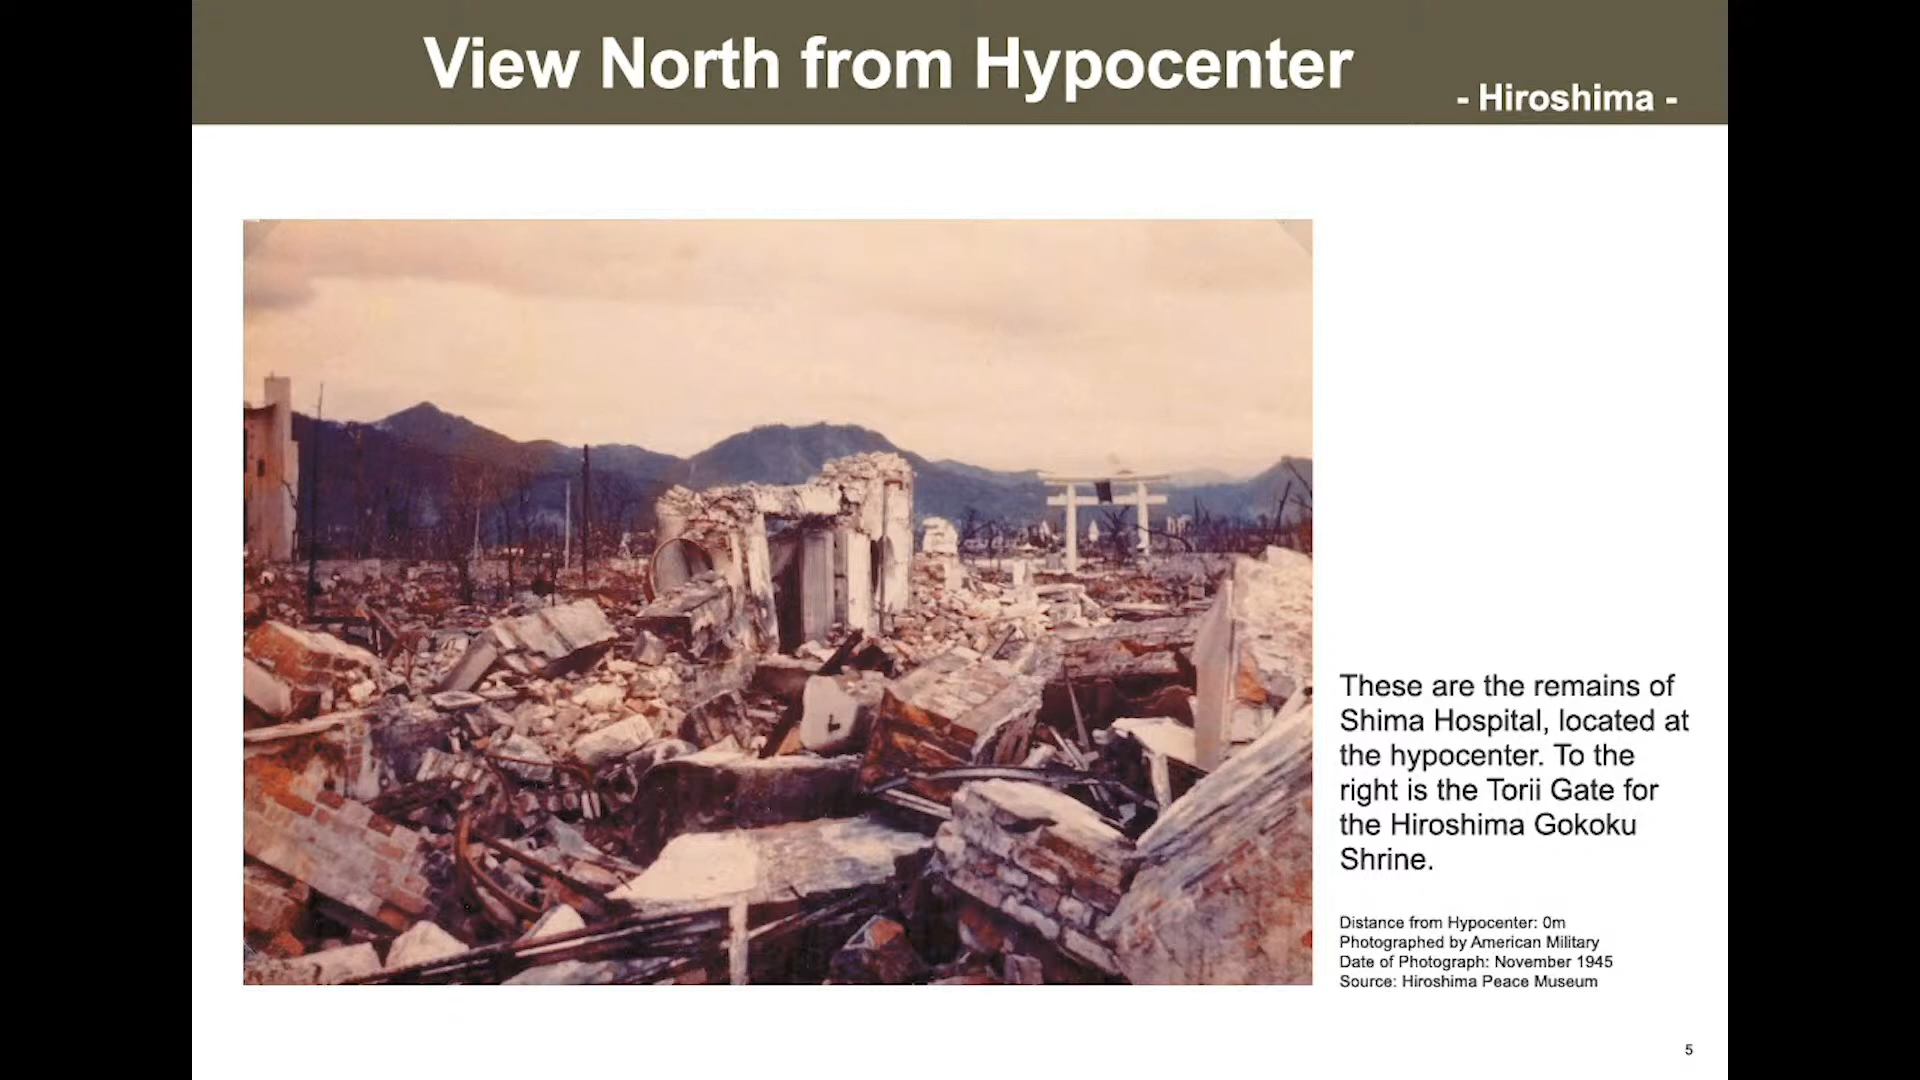 View North from Hypocenter
- Hiroshima -
These are the remains of
Shima Hospital, located at
the hypocenter. To the
right is the Torii Gate for
the Hiroshima Gokoku
Shrine.
Distance from Hypocenter: 0m
Photographed by American Military
Date of Photograph: November 1945
Source: Hiroshima Peace Museum
5